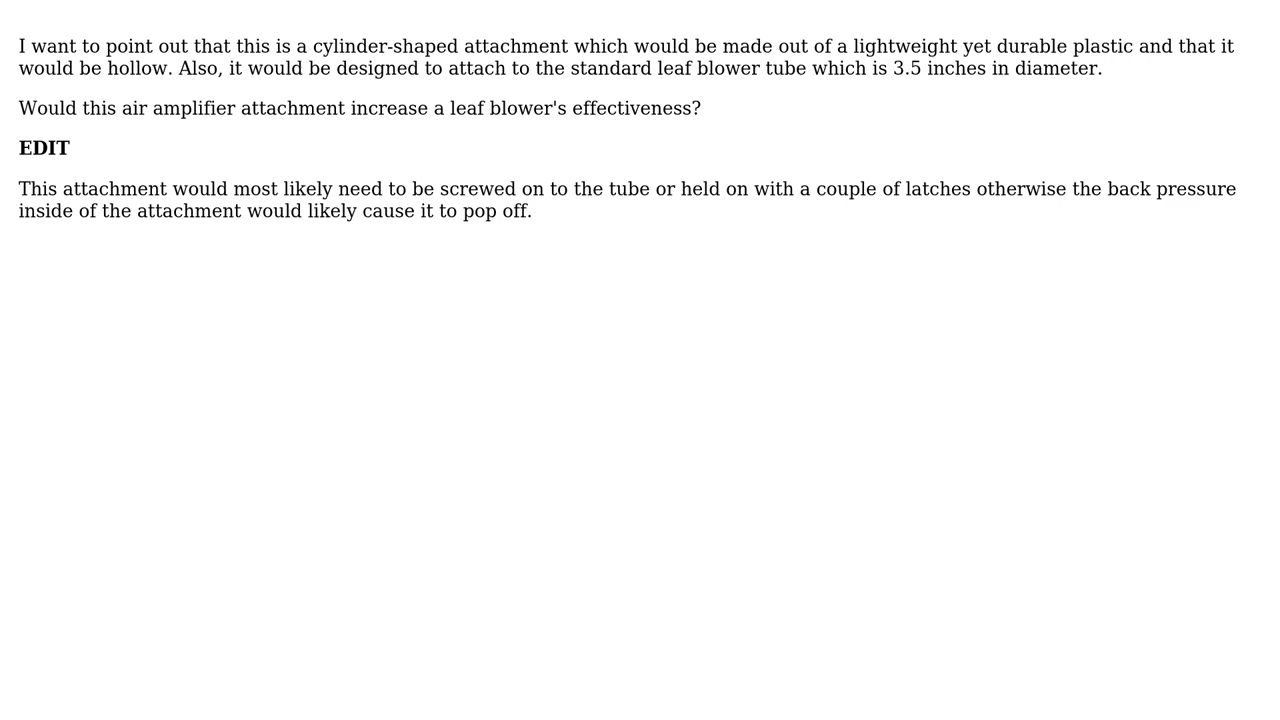 I want to point out that this is a cylinder-shaped attachment which would be made out of a lightweight yet durable plastic and that it
would be hollow. Also, it would be designed to attach to the standard leaf blower tube which is 3.5 inches in diameter.
Would this air amplifier attachment increase a leaf blower's effectiveness?
EDIT
This attachment would most likely need to be screwed on to the tube or held on with a couple of latches otherwise the back pressure
inside of the attachment would likely cause it to pop off.